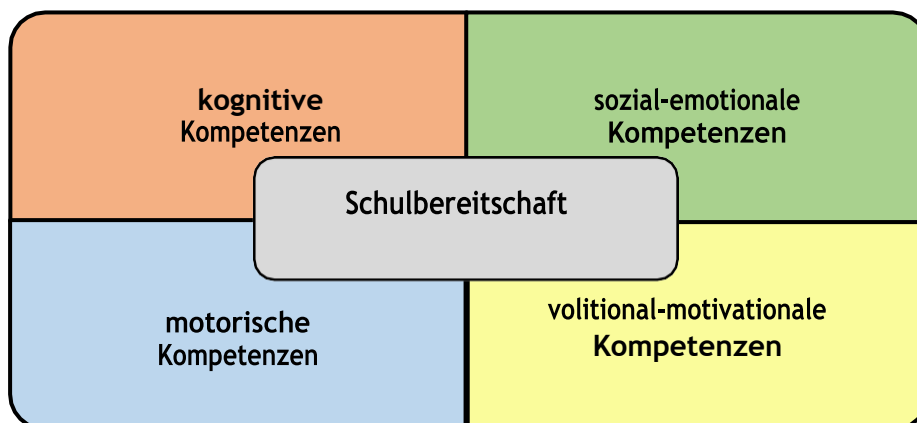 kognitive
Kompetenzen
sozial-emotionale
Kompetenzen
Schulbereitschaft
motorische
Kompetenzen
volitional-motivationale
Kompetenzen